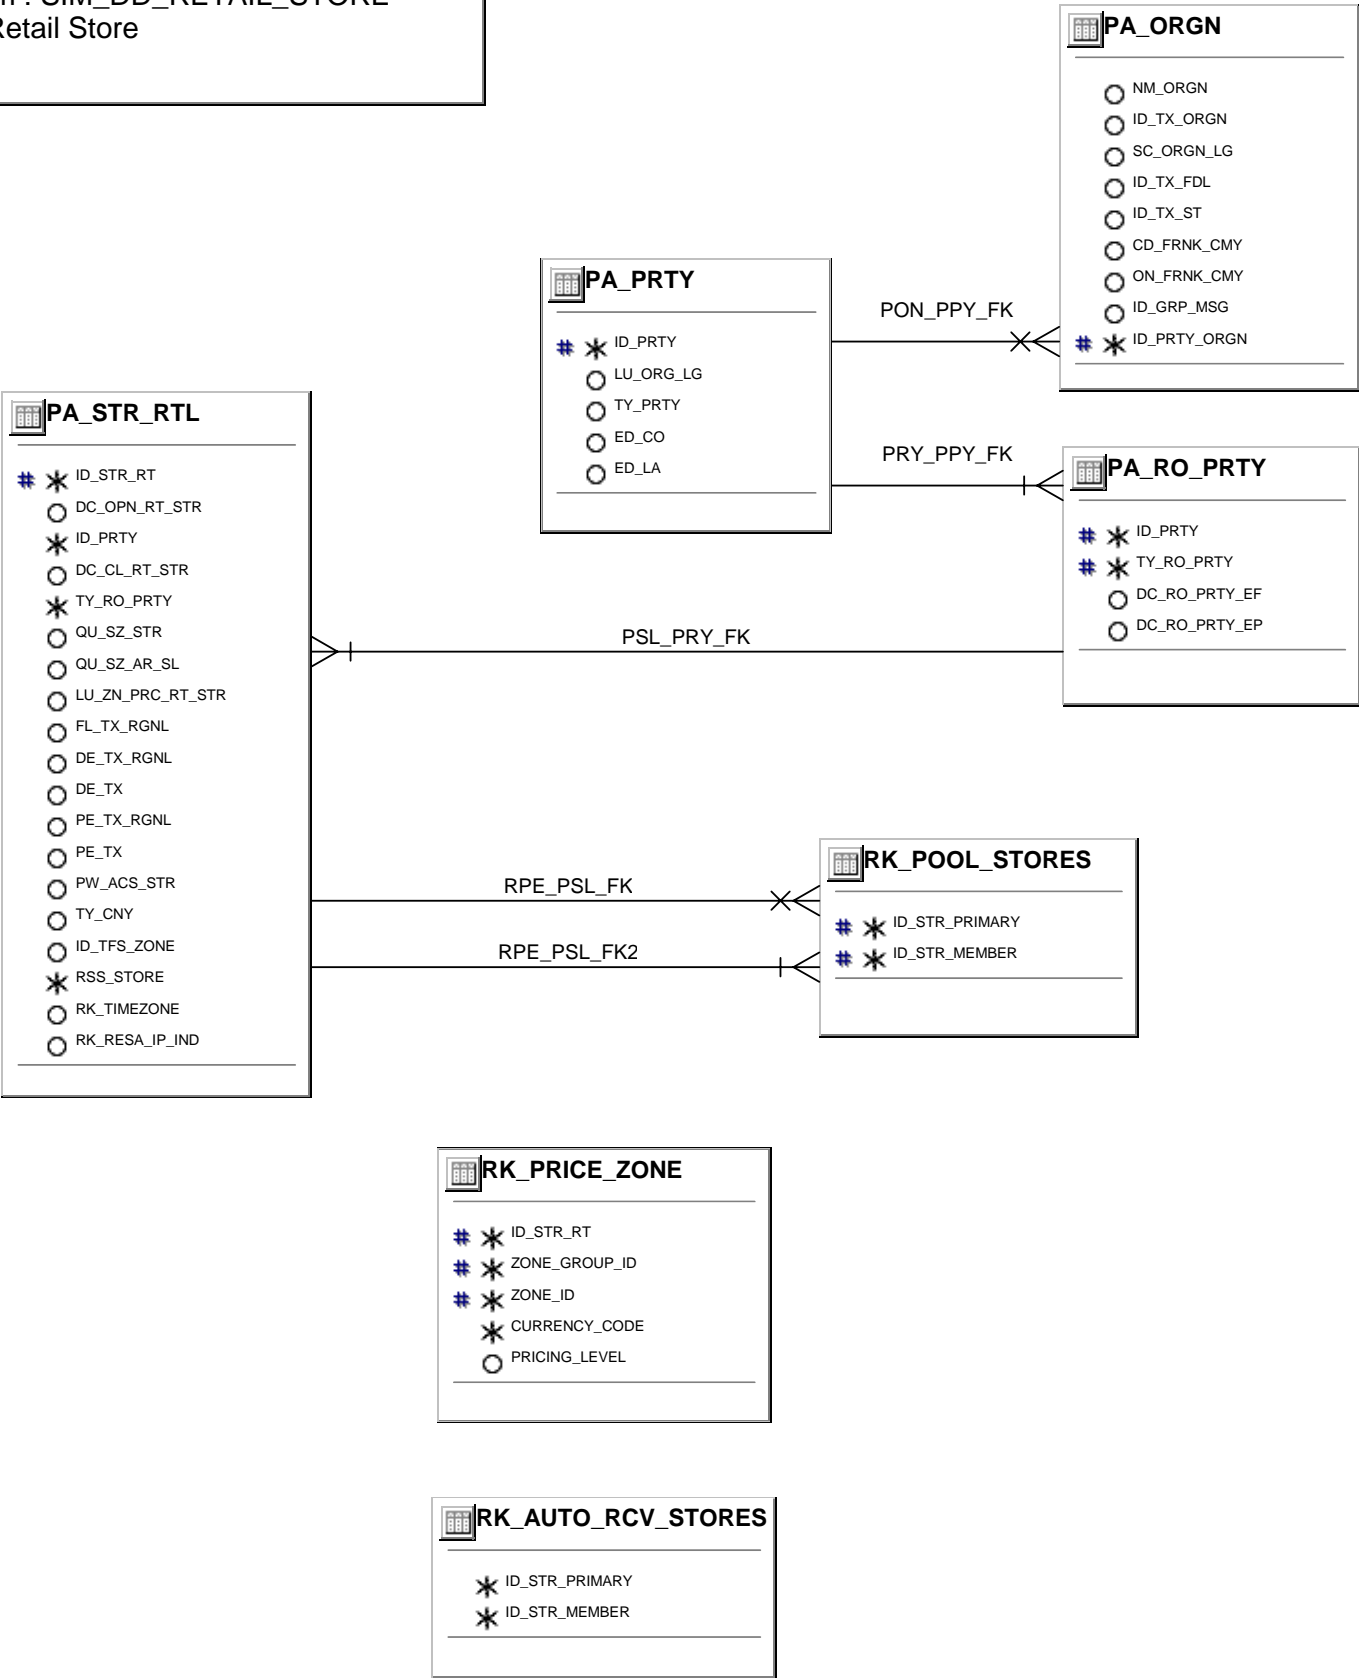 SIM_DD_RETAIL_STORE
Retail Store
PA_ORGN
NM_ORGN
ID_TX_ORGN
SC_ORGN_LG
ID_TX_FDL
ID_TX_ST
CD_FRNK_CMY
ON_FRNK_CMY
ID_GRP_MSG
# * ID_PRTY_ORGN
PA_PRTY
# * ID_PRTY
LU_ORG_LG
TY_PRTY
ED_CO
ED_LA
PON_PPY_FK
PRY_PPY_FK
PA_RO_PRTY
# * ID_PRTY
# * TY_RO_PRTY
DC_RO_PRTY_EF
DC_RO_PRTY_EP
PA_STR_RTL
# * ID_STR_RT
DC_OPN_RT_STR
* ID_PRTY
DC_CL_RT_STR
* TY_RO_PRTY
QU_SZ_STR
QU_SZ_AR_SL
LU_ZN_PRC_RT_STR
FL_TX_RGNL
DE_TX_RGNL
DE_TX
PE_TX_RGNL
PE_TX
PW_ACS_STR
TY_CNY
ID_TFS_ZONE
* RSS_STORE
RK_TIMEZONE
RK_RESA_IP_IND
PSL_PRY_FK
RPE_PSL_FK
RPE_PSL_FK2
RK_POOL_STORES
# * ID_STR_PRIMARY
# * ID_STR_MEMBER
RK_PRICE_ZONE
# * ID_STR_RT
# * ZONE_GROUP_ID
# * ZONE_ID
* CURRENCY_CODE
PRICING_LEVEL
RK_AUTO_RCV_STORES
* ID_STR_PRIMARY
* ID_STR_MEMBER